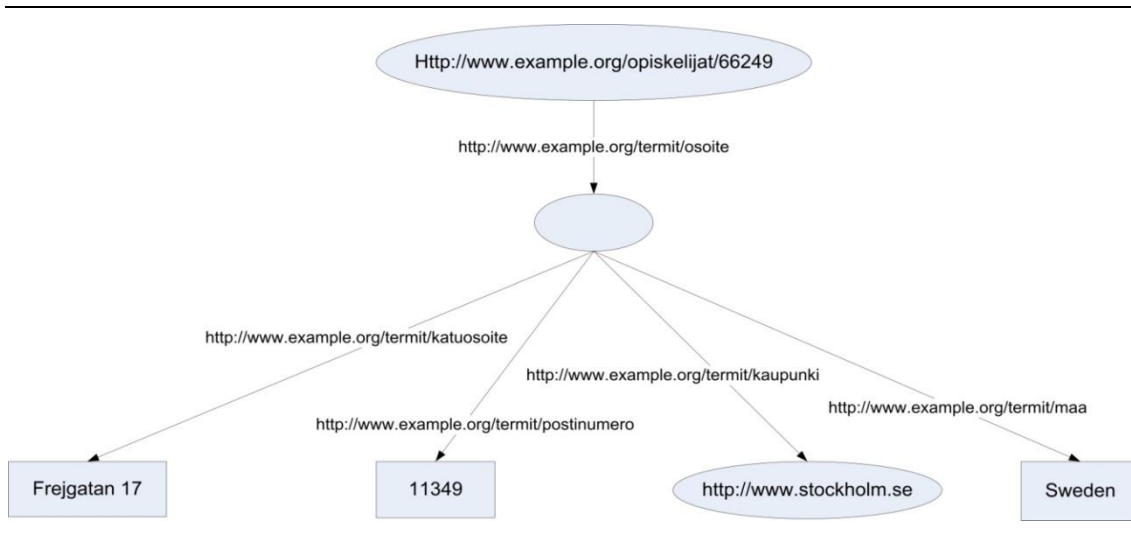 Http://www.example.org/opiskelijat/66249
http://www.example.org/termit/osoite
http://www.example.org/termit/katuosoite
http://www.example.org/termit/kaupunki
http://www.example.org/termit/maa
http://www.example.org/termit/postinumero
Frejgatan 17
11349
http://www.stockholm.se
Sweden